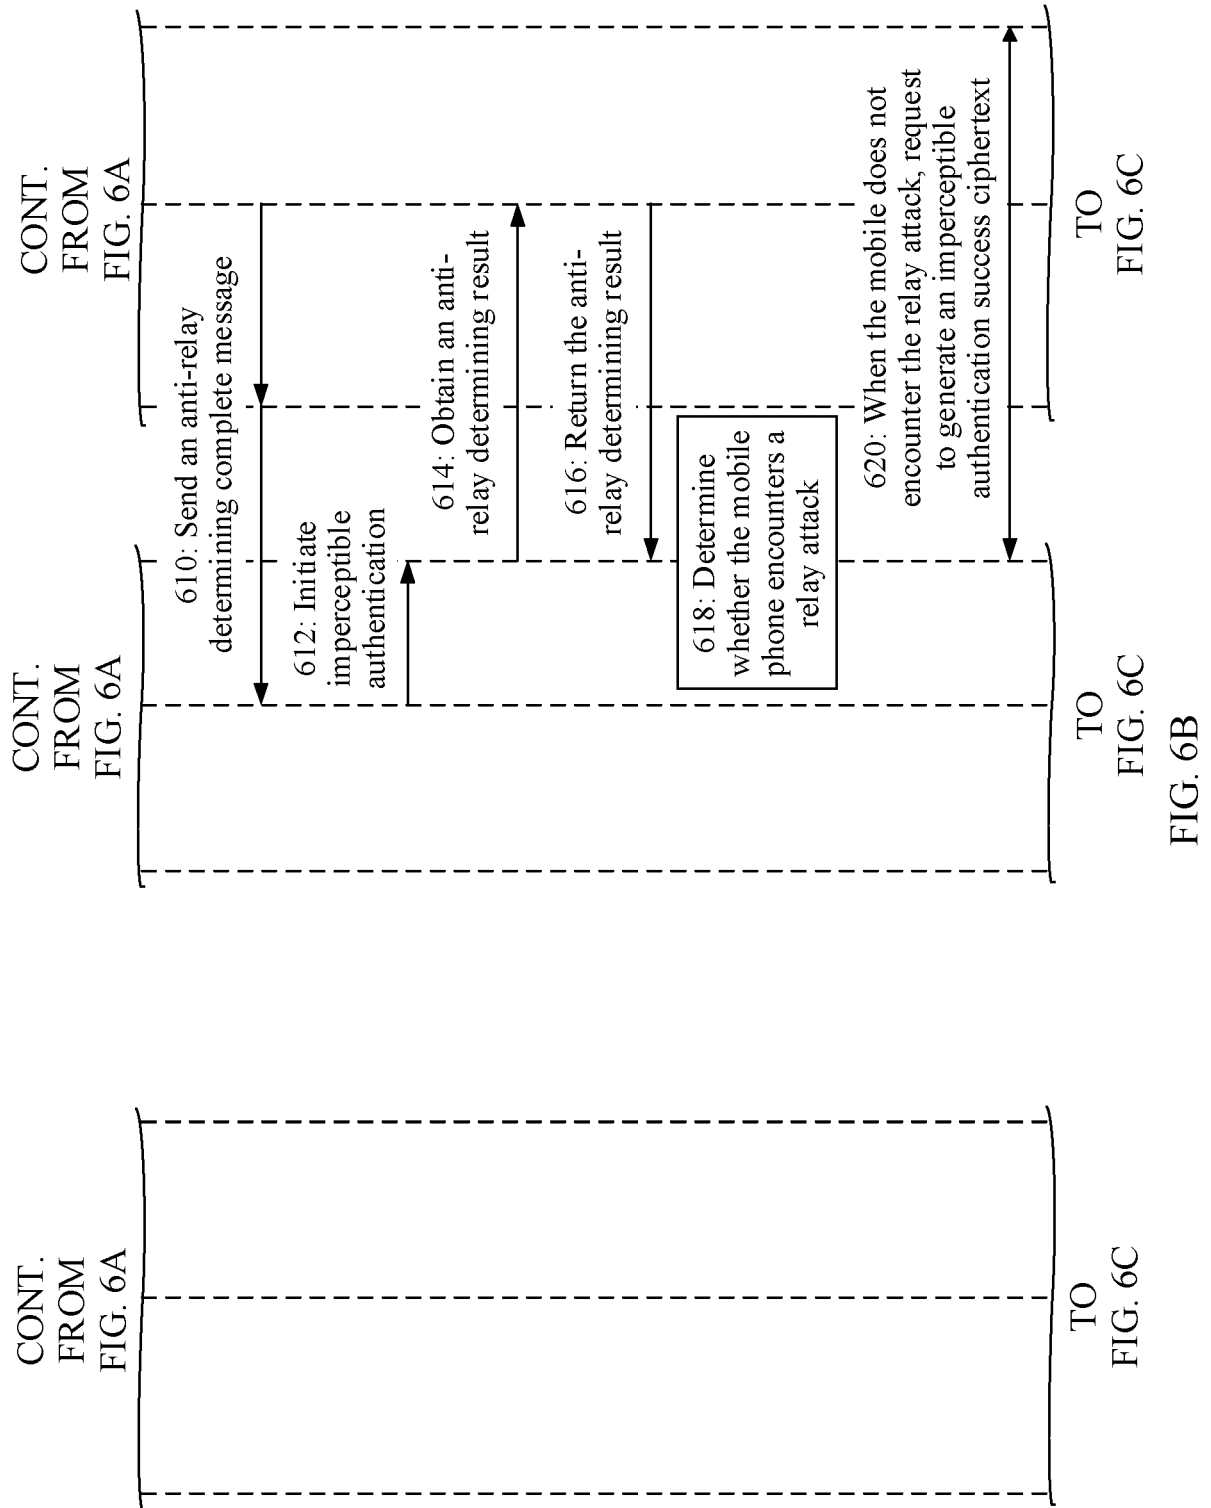 CONT.
FROM
FIG. 6A
CONT.
FROM
FIG. 6A
CONT.
FROM
FIG. 6A
610: Send an anti-relay
determining complete message
612: Initiate
imperceptible
authentication
614: Obtain an anti-
relay determining result
616: Return the anti-
relay determining result
618: Determine
whether the mobile
phone encounters a
relay attack
620: When the mobile does not
encounter the relay attack, request
to generate an imperceptible
authentication success ciphertext
TO
FIG. 6C
TO
FIG. 6C
TO
FIG. 6C
FIG. 6B